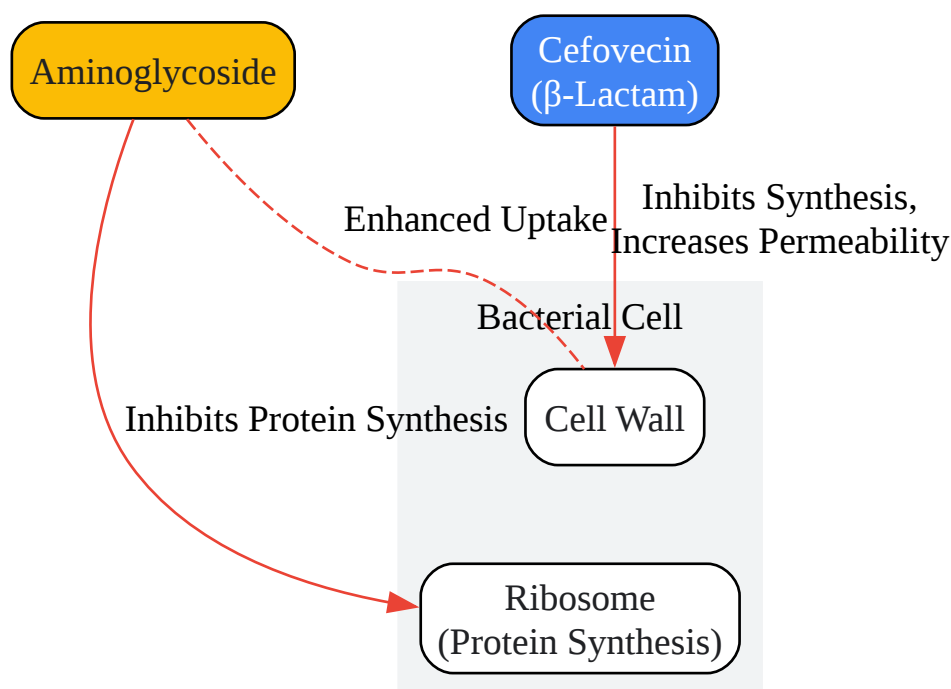 Aminoglycoside
Cefovecin
(β-Lactam)
Enhanced Uptake
Inhibits Synthesis,
Increases Permeability
Bacterial Cell
Inhibits Protein Synthesis
Cell Wall
Ribosome
(Protein Synthesis)